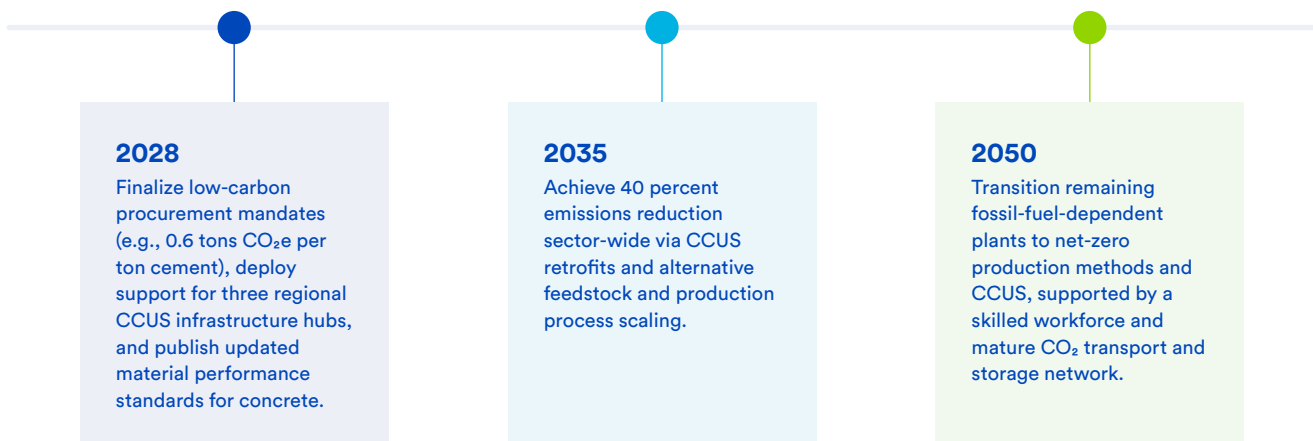 2028
Finalize low-carbon
procurement mandates
(e.g., 0.6 tons CO₂e per
ton cement), deploy
support for three regional
CCUS infrastructure hubs,
and publish updated
material performance
standards for concrete.
2035
Achieve 40 percent
emissions reduction
sector-wide via CCUS
retrofits and alternative
feedstock and production
process scaling.
2050
Transition remaining
fossil-fuel-dependent
plants to net-zero
production methods and
CCUS, supported by a
skilled workforce and
mature CO₂ transport and
storage network.